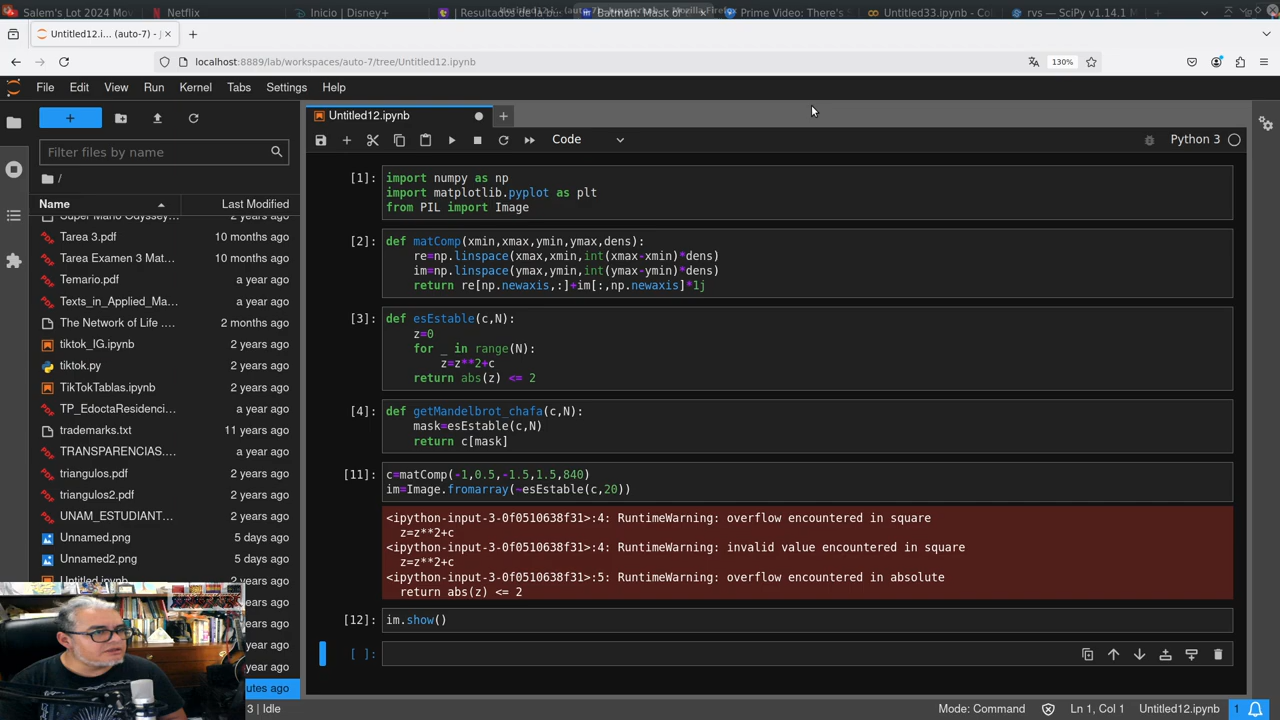 Salem's Lot 2024 Mov
Netflix
Inicio | Disney+
Resultados de la
Batman: Mask of
Prime Video: There's
Untitled33.ipynb - Co
rvs — SciPy v1.14.1
Untitled12.i... (auto-7) - J
localhost:8889/lab/workspaces/auto-7/tree/Untitled12.ipynb
130%
File Edit View Run Kernel Tabs Settings Help
Untitled12.ipynb
Filter files by name
Code
Python 3
/
Name
Last Modified
Super Mario Odyssey... 2 years ago
Tarea 3.pdf 10 months ago
Tarea Examen 3 Mat... 10 months ago
Temario.pdf a year ago
Texts_in_Applied_Ma... a year ago
The Network of Life .... 2 months ago
tiktok_IG.ipynb 2 years ago
tiktok.py 2 years ago
TikTokTablas.ipynb 2 years ago
TP_EdoctaResidenci... a year ago
trademarks.txt 11 years ago
TRANSPARENCIAS.... a year ago
triangulos.pdf 2 years ago
triangulos2.pdf 2 years ago
UNAM_ESTUDIANT... 2 years ago
Unnamed.png 5 days ago
Unnamed2.png 5 days ago
Untitled.ipynb 2 years ago
ears ago
ears ago
year ago
year ago
utes ago
[1]:
import numpy as np
import matplotlib.pyplot as plt
from PIL import Image
[2]:
def matComp(xmin,xmax,ymin,ymax,dens):
re=np.linspace(xmax,xmin,int(xmax-xmin)*dens)
im=np.linspace(ymax,ymin,int(ymax-ymin)*dens)
return re[np.newaxis,:]+im[:,np.newaxis]*1j
[3]:
def esEstable(c,N):
z=0
for _ in range(N):
z=z**2+c
return abs(z) <= 2
[4]:
def getMandelbrot_chafa(c,N):
mask=esEstable(c,N)
return c[mask]
[11]:
c=matComp(-1,0.5,-1.5,1.5,840)
im=Image.fromarray(~esEstable(c,20))
<ipython-input-3-0f0510638f31>:4: RuntimeWarning: overflow encountered in square
z=z**2+c
<ipython-input-3-0f0510638f31>:4: RuntimeWarning: invalid value encountered in square
z=z**2+c
<ipython-input-3-0f0510638f31>:5: RuntimeWarning: overflow encountered in absolute
return abs(z) <= 2
[12]:
im.show()
[ ]:
3 | Idle
Mode: Command
Ln 1, Col 1
Untitled12.ipynb
1